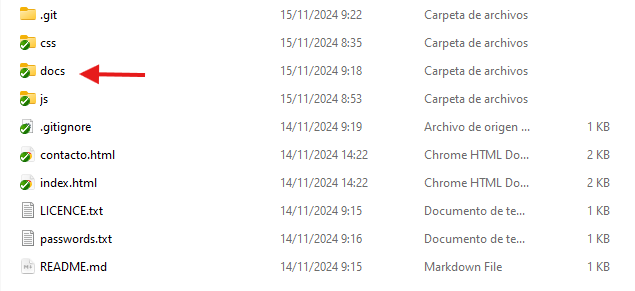 .git 15/11/2024 9:22 Carpeta de archivos
css 15/11/2024 8:35 Carpeta de archivos
docs 15/11/2024 9:18 Carpeta de archivos
js 15/11/2024 8:53 Carpeta de archivos
.gitignore 14/11/2024 9:19 Archivo de origen ... 1 KB
contacto.html 14/11/2024 14:22 Chrome HTML Do... 2 KB
index.html 14/11/2024 14:22 Chrome HTML Do... 2 KB
LICENCE.txt 14/11/2024 9:15 Documento de te... 1 KB
passwords.txt 14/11/2024 9:16 Documento de te... 1 KB
README.md 14/11/2024 9:15 Markdown File 1 KB